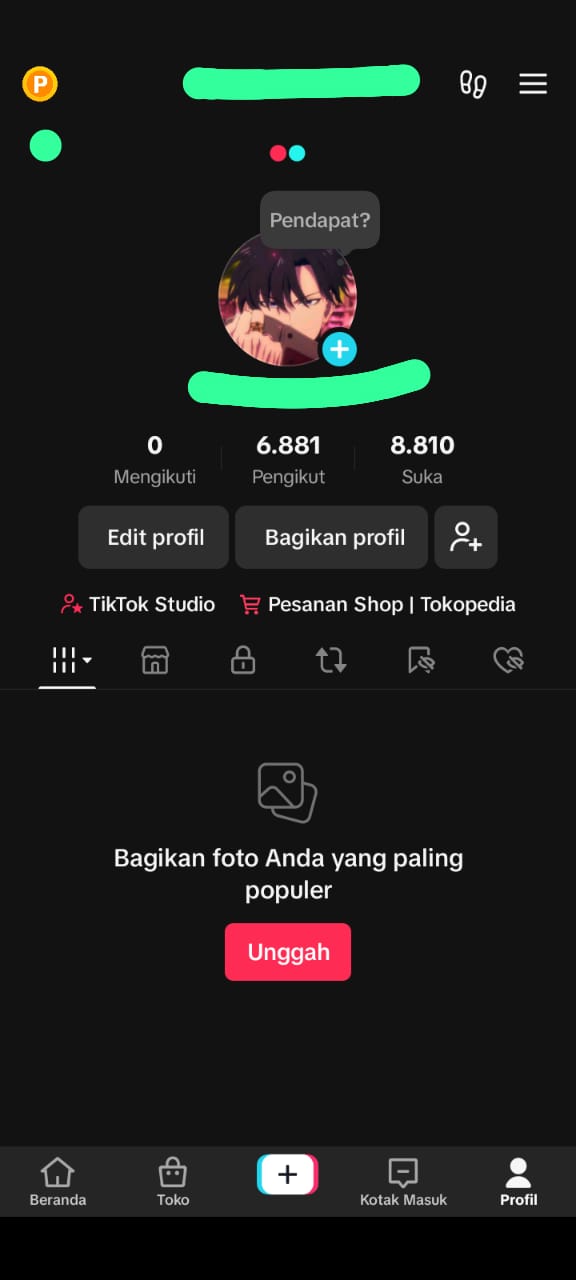 P
Pendapat?
0
6.881
8.810
Mengikuti
Pengikut
Suka
Edit profil
Bagikan profil
TikTok Studio
Pesanan Shop | Tokopedia
Bagikan foto Anda yang paling
populer
Unggah
Beranda
Toko
Kotak Masuk
Profil